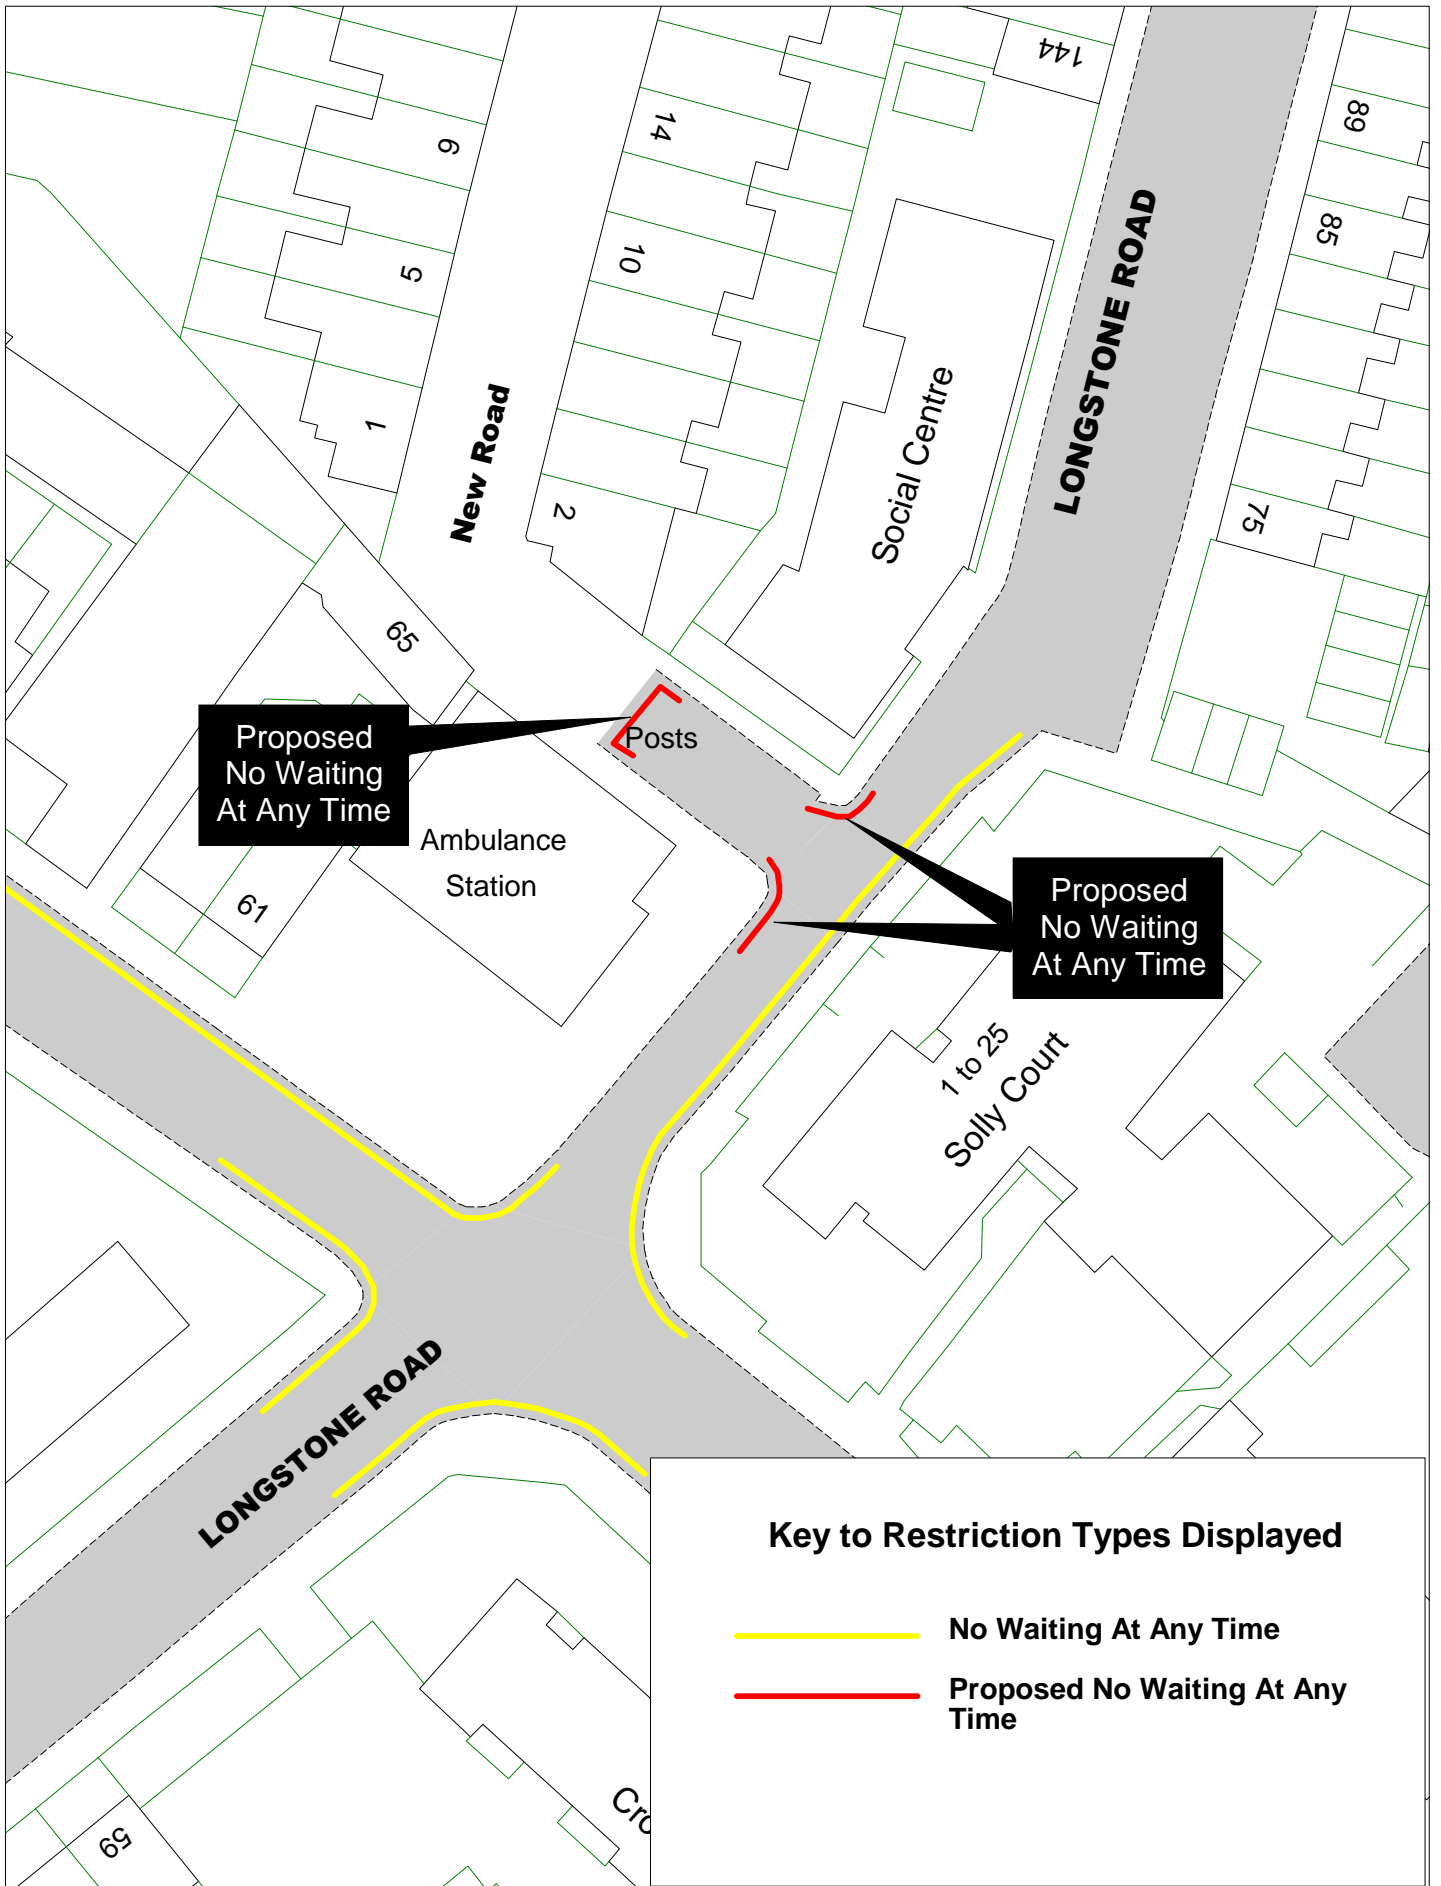 144
89
9
14
85
5
10
LONGSTONE ROAD
1
New Road
Social Centre
2
75
65
Proposed
No Waiting
At Any Time
Posts
Ambulance
Station
61
Proposed
No Waiting
At Any Time
1 to 25
Solly Court
LONGSTONE ROAD
Key to Restriction Types Displayed
No Waiting At Any Time
Proposed No Waiting At Any
Time
Cro
59